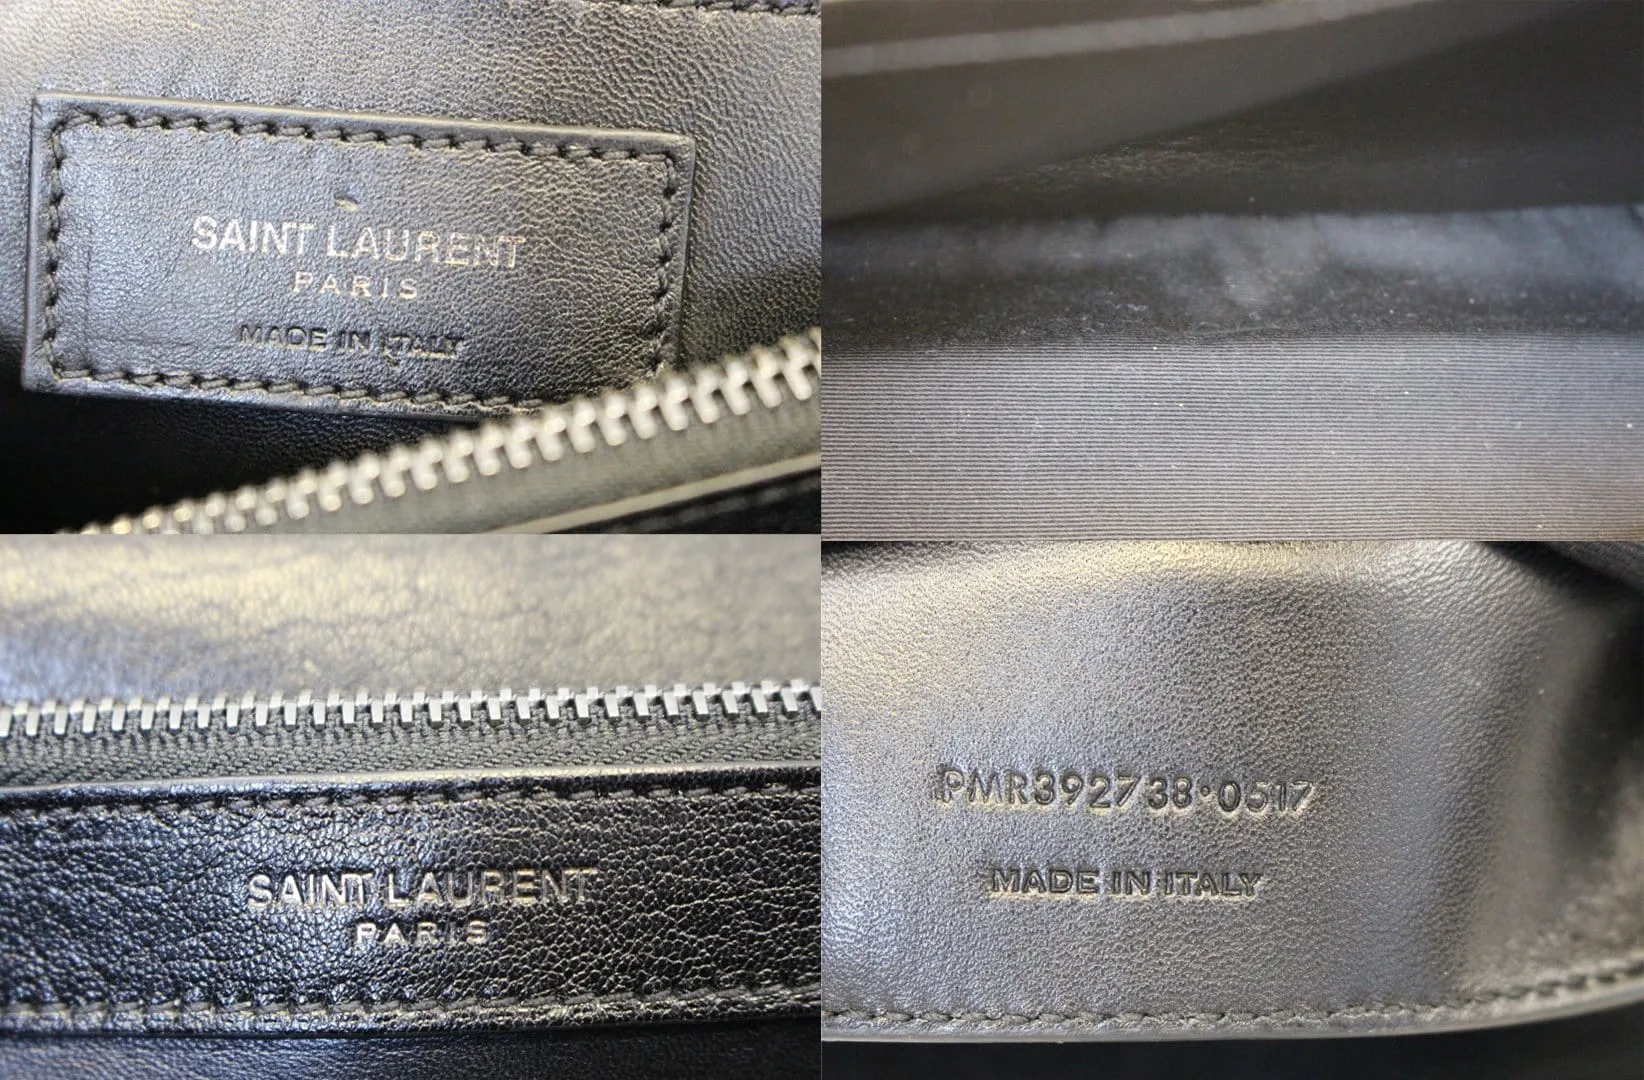 SAINT LAURENT
PARIS
MADE IN ITALY
SAINT LAURENT
PARIS
PMR392738·0517
MADE IN ITALY